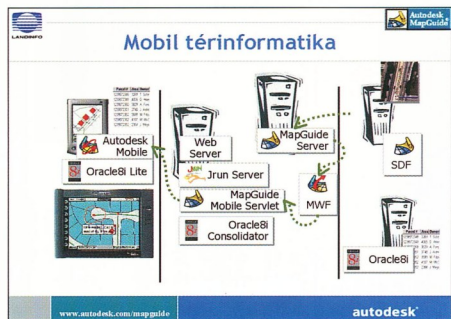 LANDINFO
Autodesk
MapGuide
Mobil térinformatika
Autodesk
Mobile
Oracle8i Lite
Web
Server
Jrun Server
MapGuide
Mobile Servlet
Oracle8i
Consolidator
MapGuide
Server
MWF
SDF
Oracle8i
www.autodesk.com/mapguide
autodesk